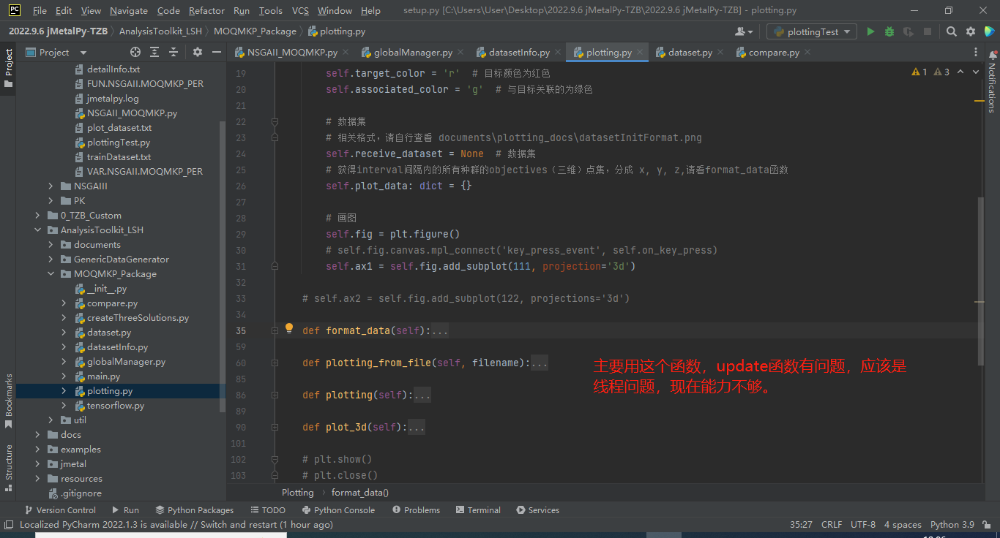 PC File Edit View Navigate Code Refactor Run Tools VCS Window Help setup.py [C:\Users\User\Desktop\2022.9.6 jMetalPy-TZB\2022.9.6 jMetalPy-TZB] - plotting.py
2022.9.6 jMetalPy-TZB AnalysisToolkit_LSH MOQMKP_Package plotting.py plottingTest
Project
Project
NSGAII_MOQMKP.py globalManager.py datasetInfo.py plotting.py dataset.py compare.py
Notifications
detailInfo.txt
FUN.NSGAII.MOQMKP_PER
jmetalpy.log
NSGAII_MOQMKP.py
plot_dataset.txt
plottingTest.py
trainDataset.txt
VAR.NSGAII.MOQMKP_PER
NSGAIII
PK
0_TZB_Custom
AnalysisToolkit_LSH
documents
GenericDataGenerator
MOQMKP_Package
__init__.py
compare.py
createThreeSolutions.py
dataset.py
datasetInfo.py
globalManager.py
main.py
plotting.py
tensorflow.py
util
docs
examples
jmetal
resources
.gitignore
Bookmarks
Structure
19 self.target_color = 'r' # 目标颜色为红色
1 3
20 self.associated_color = 'g' # 与目标关联的为绿色
21
22 # 数据集
23 # 相关格式，请自行查看 documents\plotting_docs\datasetInitFormat.png
24 self.receive_dataset = None # 数据集
25 # 获得interval间隔内的所有种群的objectives（三维）点集，分成 x, y, z,请看format_data函数
26 self.plot_data: dict = {}
27
28 # 画图
29 self.fig = plt.figure()
30 # self.fig.canvas.mpl_connect('key_press_event', self.on_key_press)
31 self.ax1 = self.fig.add_subplot(111, projection='3d')
32
33 # self.ax2 = self.fig.add_subplot(122, projections='3d')
34
35 def format_data(self):...
59
60 def plotting_from_file(self, filename):...
85
86 def plotting(self):...
89
90 def plot_3d(self):...
101
102 # plt.show()
103 # plt.close()
主要用这个函数，update函数有问题，应该是
线程问题，现在能力不够。
Plotting format_data()
Version Control Run Python Packages TODO Python Console Problems Terminal Services
Localized PyCharm 2022.1.3 is available // Switch and restart (1 hour ago) 35:27 CRLF UTF-8 4 spaces Python 3.9